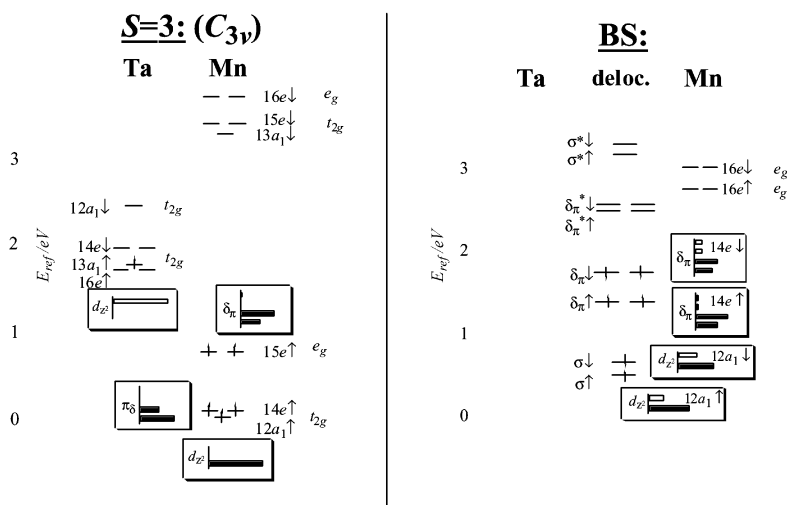 S=3: (C3v)
Ta Mn
16e↓ eg
15e↓ t2g
13a1↓
3
12a1↓ t2g
2
14e↓
13a1↑ t2g
16e↑
Eref/eV
dz2
δπ
1
15e↑ eg
πδ
14e↑ t2g
0
12a1↑
dz2
BS:
Ta deloc. Mn
σ*↓
σ*↑
3
16e↓ eg
16e↑ eg
δπ*↓
δπ*↑
2
Eref/eV
δπ 14e↓
δπ↓
δπ↑
δπ 14e↑
1
σ↓
dz2 12a1↓
σ↑
dz2 12a1↑
0